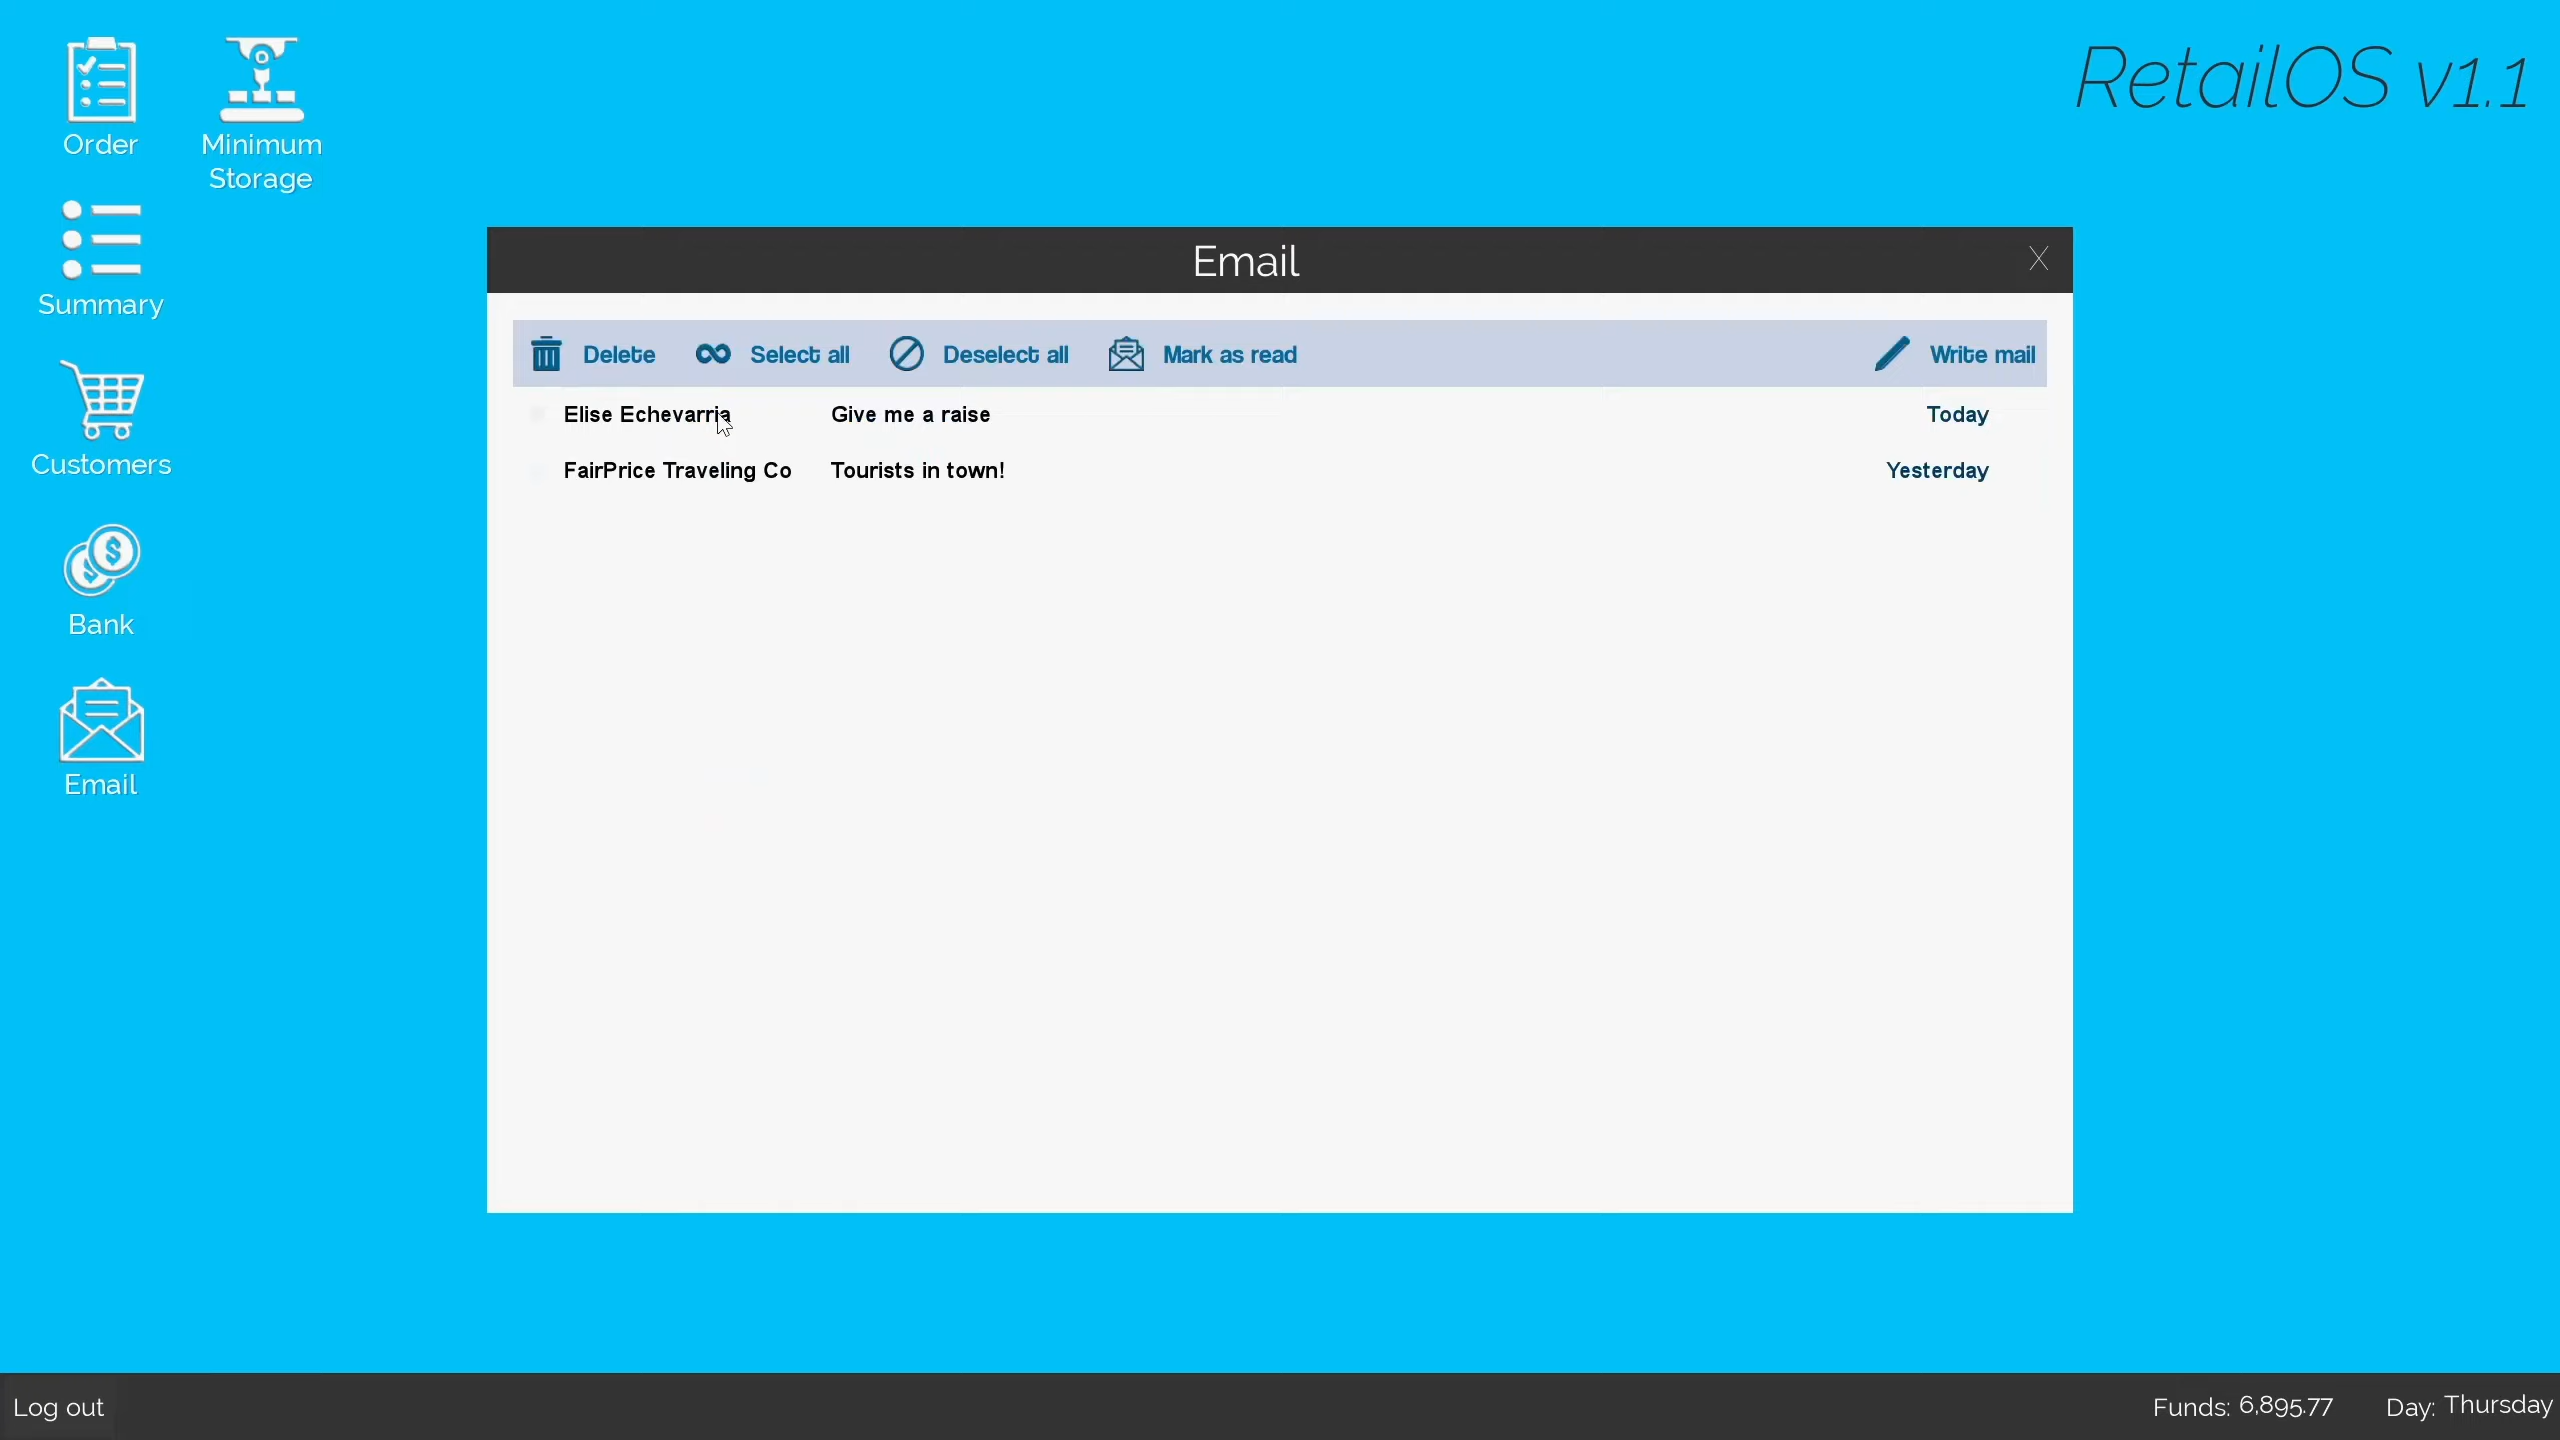 RetailOS v1.1
Order
Minimum
Storage
Summary
Customers
Bank
Email
Email
X
Delete
Select all
Deselect all
Mark as read
Write mail
Elise Echevarria Give me a raise Today
FairPrice Traveling Co Tourists in town! Yesterday
Log out
Funds: 6,895.77
Day: Thursday